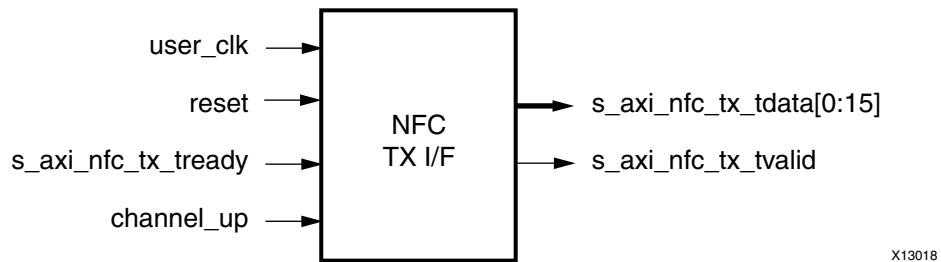 user_clk
reset
s_axi_nfc_tx_tready
channel_up
NFC
TX I/F
s_axi_nfc_tx_tdata[0:15]
s_axi_nfc_tx_tvalid
X13018